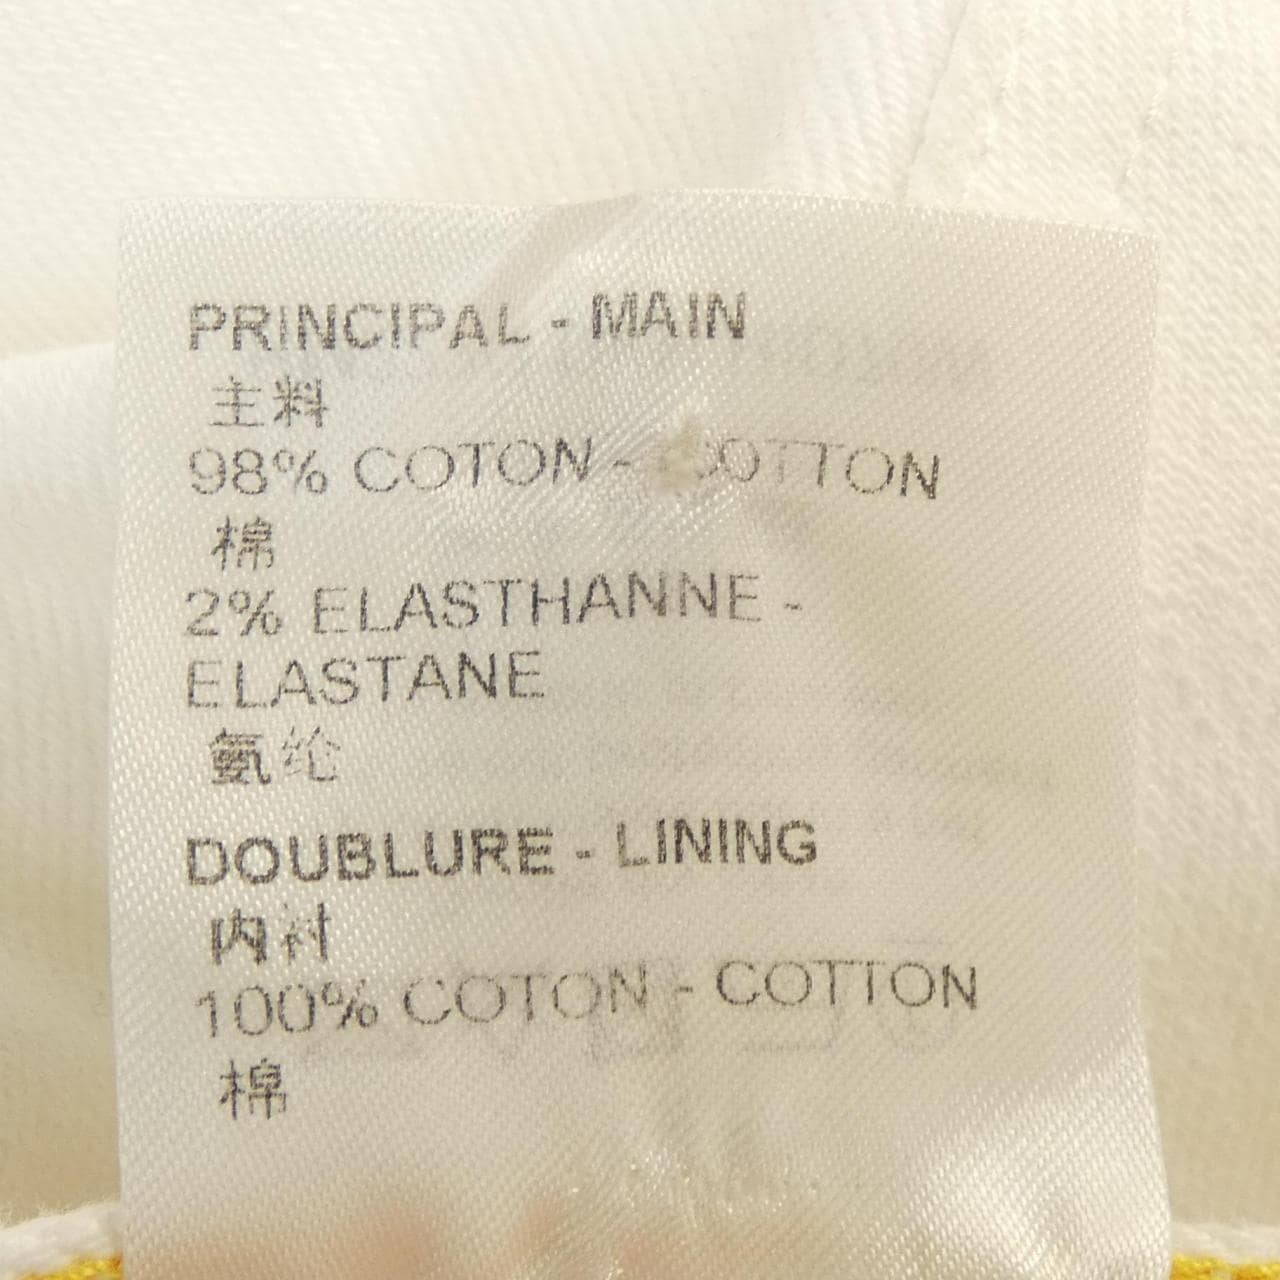 PRINCIPAL - MAIN
主料
98% COTON - COTTON
棉
2% ELASTHANNE -
ELASTANE
氨纶
DOUBLURE - LINING
内衬
100% COTON - COTTON
棉